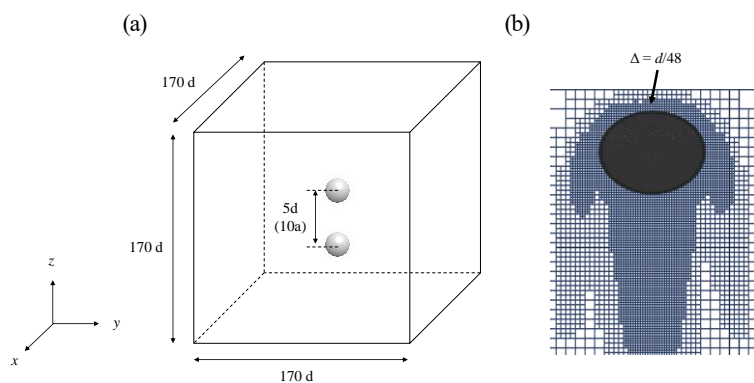 (a)
(b)
Δ = d/48
170 d
5d
(10a)
170 d
z
y
x
170 d